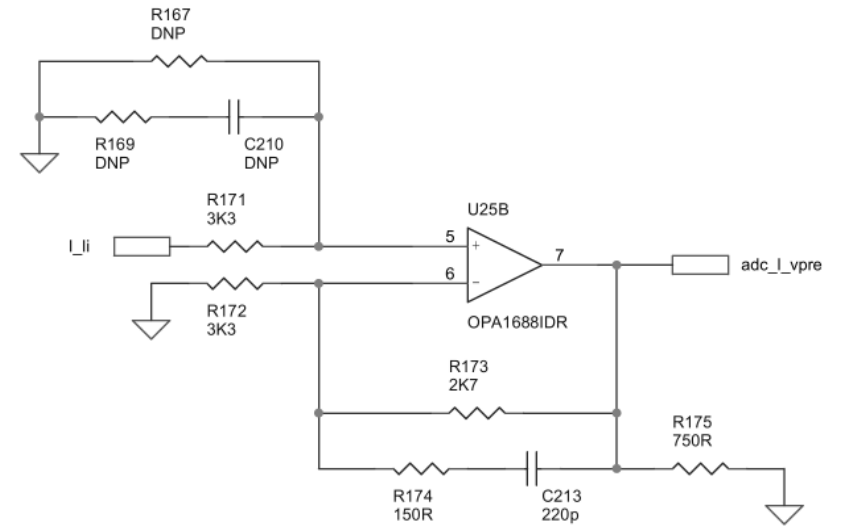 R167
DNP
R169
DNP
C210
DNP
R171
3K3
U25B
I_li
5
+
7
adc_I_vpre
6
−
R172
3K3
OPA1688IDR
R173
2K7
R175
750R
R174
150R
C213
220p